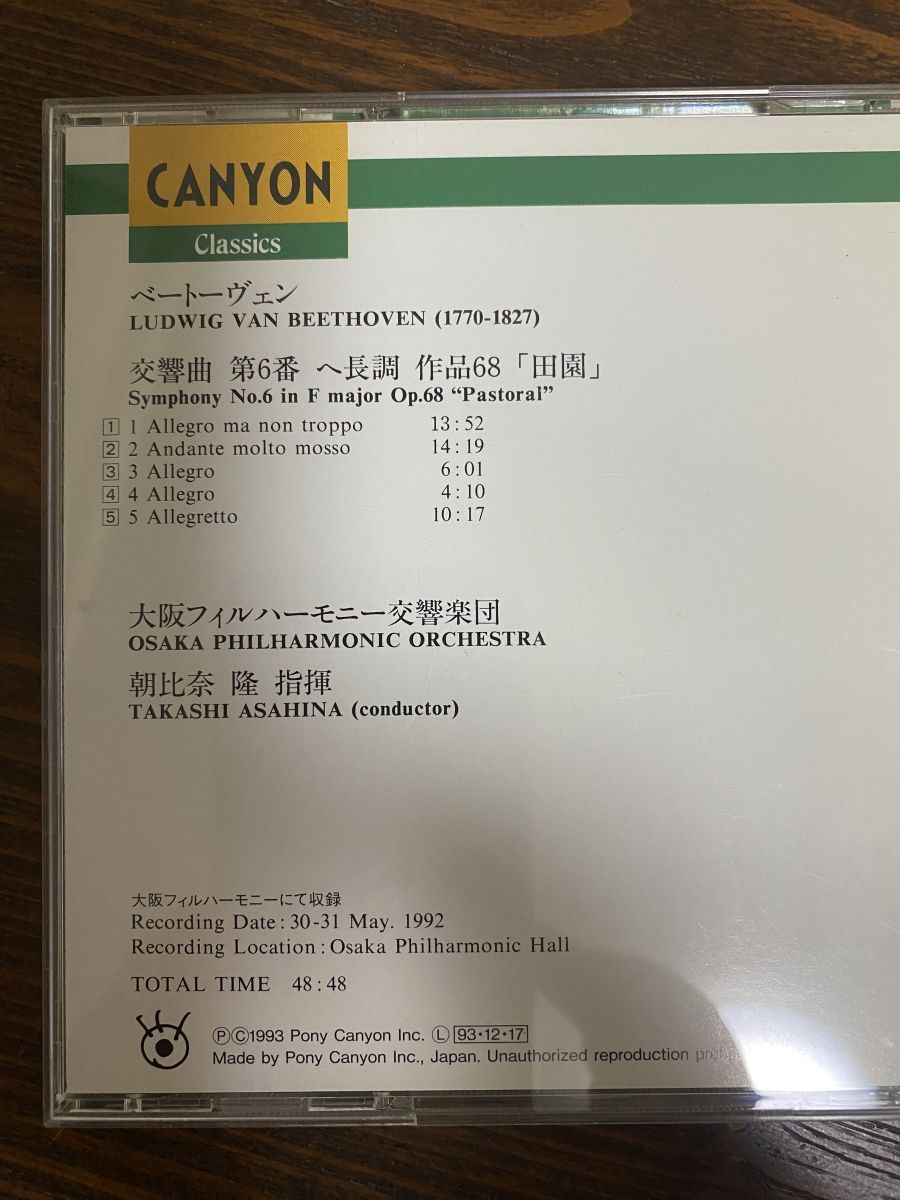 CANYON
Classics
ベートーヴェン
LUDWIG VAN BEETHOVEN (1770-1827)
交響曲 第6番 ヘ長調 作品68「田園」
Symphony No.6 in F major Op.68 “Pastoral”
1 1 Allegro ma non troppo 13:52
2 2 Andante molto mosso 14:19
3 3 Allegro 6:01
4 4 Allegro 4:10
5 5 Allegretto 10:17
大阪フィルハーモニー交響楽団
OSAKA PHILHARMONIC ORCHESTRA
朝比奈 隆 指揮
TAKASHI ASAHINA (conductor)
大阪フィルハーモニーにて収録
Recording Date:30-31 May. 1992
Recording Location:Osaka Philharmonic Hall
TOTAL TIME 48:48
ⓅⒸ1993 Pony Canyon Inc. Ⓛ 93・12・17
Made by Pony Canyon Inc., Japan. Unauthorized reproduction